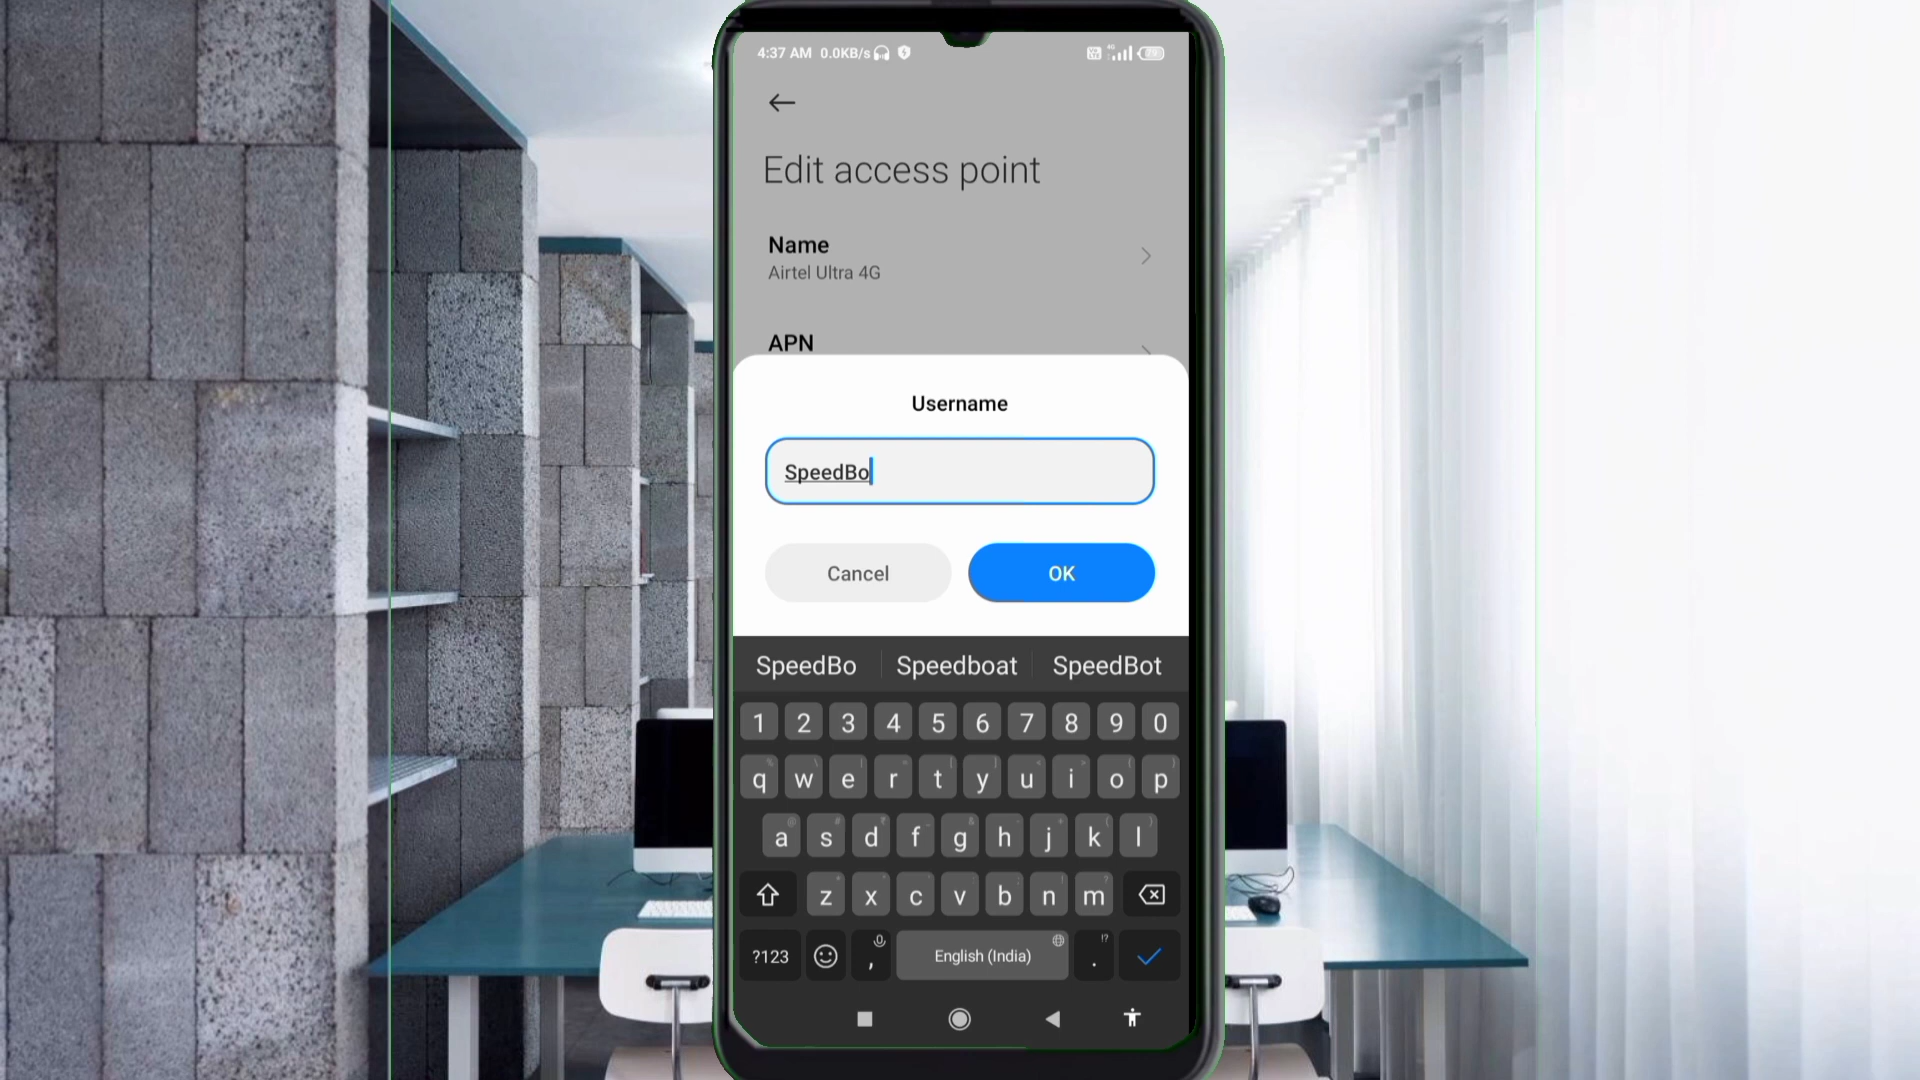 4:37 AM 0.0KB/s
Edit access point
Name
Airtel Ultra 4G
APN
Username
SpeedBo
Cancel OK
SpeedBo Speedboat SpeedBot
1 2 3 4 5 6 7 8 9 0
q w e r t y u i o p
a s d f g h j k l
z x c v b n m
?123 , English (India) .